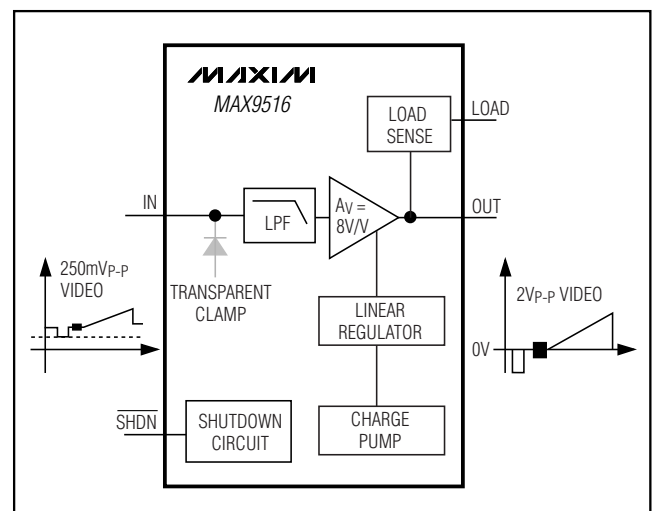 MAXIM
MAX9516
LOAD
SENSE
LOAD
IN
LPF
AV =
8V/V
OUT
250mVP-P
VIDEO
TRANSPARENT
CLAMP
LINEAR
REGULATOR
2VP-P VIDEO
0V
SHDN
SHUTDOWN
CIRCUIT
CHARGE
PUMP